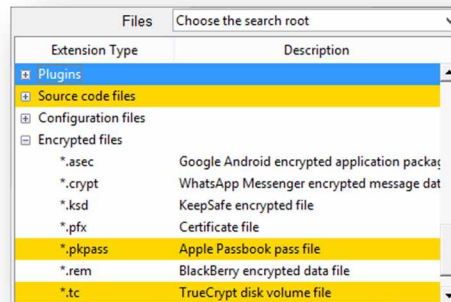 Files Choose the search root
Extension Type Description
Plugins
Source code files
Configuration files
Encrypted files
*.asec Google Android encrypted application packag
*.crypt WhatsApp Messenger encrypted message dat
*.ksd KeepSafe encrypted file
*.pfx Certificate file
*.pkpass Apple Passbook pass file
*.rem BlackBerry encrypted data file
*.tc TrueCrypt disk volume file